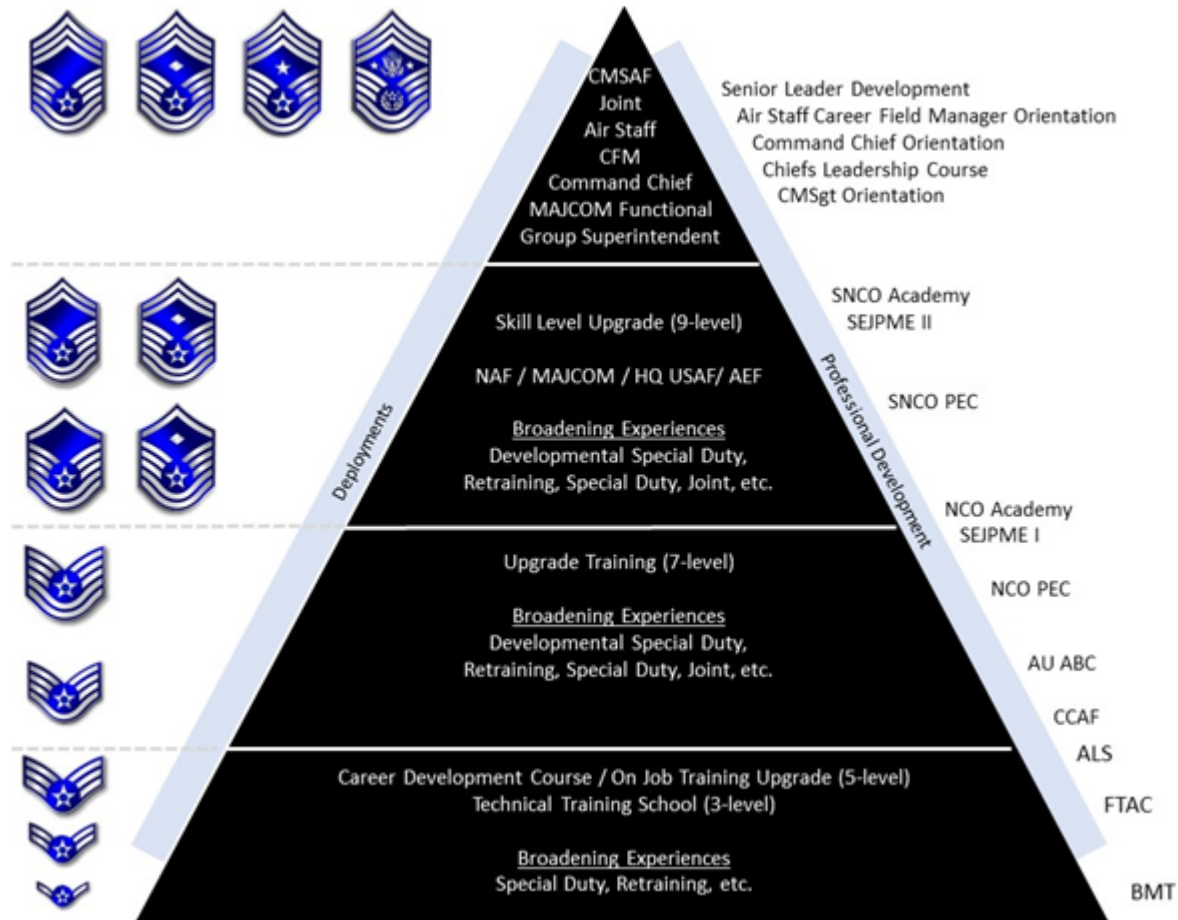 CMSAF
Joint
Air Staff
CFM
Command Chief
MAJCOM Functional
Group Superintendent
Senior Leader Development
Air Staff Career Field Manager Orientation
Command Chief Orientation
Chiefs Leadership Course
CMSgt Orientation
Skill Level Upgrade (9-level)
NAF / MAJCOM / HQ USAF/ AEF
Broadening Experiences
Developmental Special Duty,
Retraining, Special Duty, Joint, etc.
Deployments
Professional Development
SNCO Academy
SEJPME II
SNCO PEC
NCO Academy
SEJPME I
Upgrade Training (7-level)
Broadening Experiences
Developmental Special Duty,
Retraining, Special Duty, Joint, etc.
NCO PEC
AU ABC
CCAF
ALS
Career Development Course / On Job Training Upgrade (5-level)
Technical Training School (3-level)
Broadening Experiences
Special Duty, Retraining, etc.
FTAC
BMT